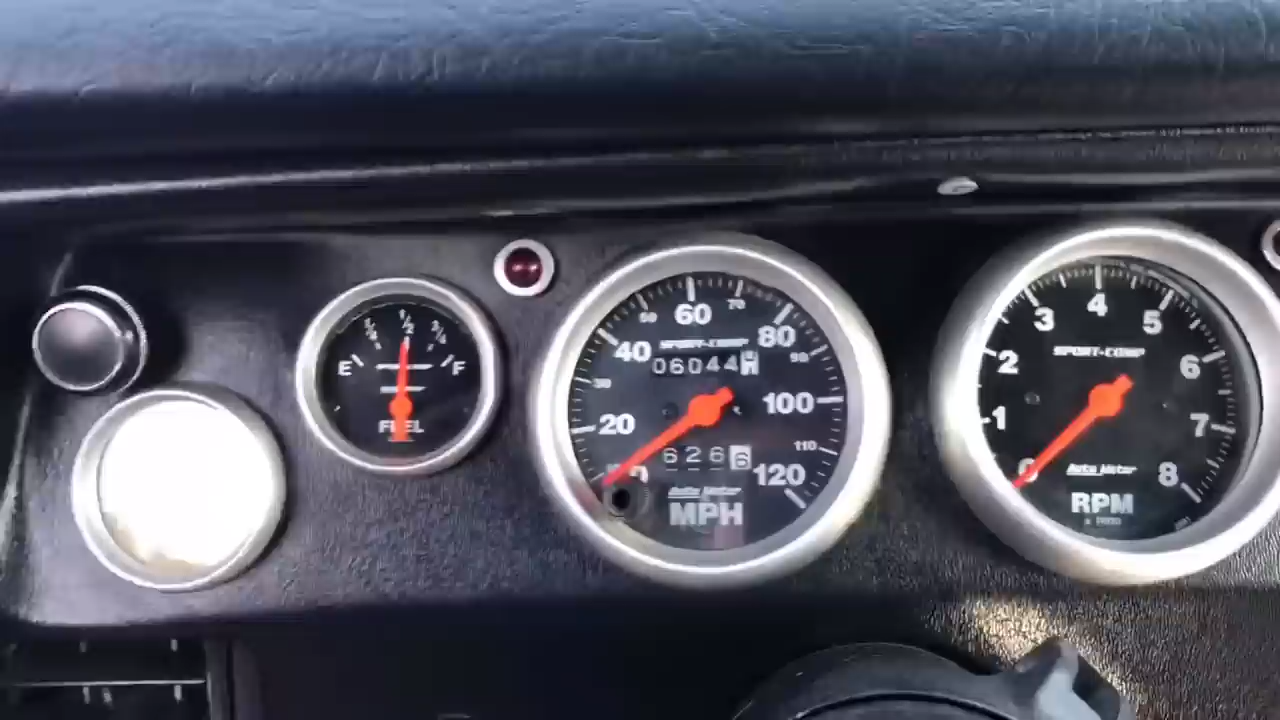 1/4 1/2 3/4
E F
FUEL
50 60 70
40 80
SPORT-COMP
30 90
06044
20 100
110
626 6
120
Auto Meter
MPH
3 4 5
SPORT-COMP
2 6
1 7
0 8
Auto Meter
RPM